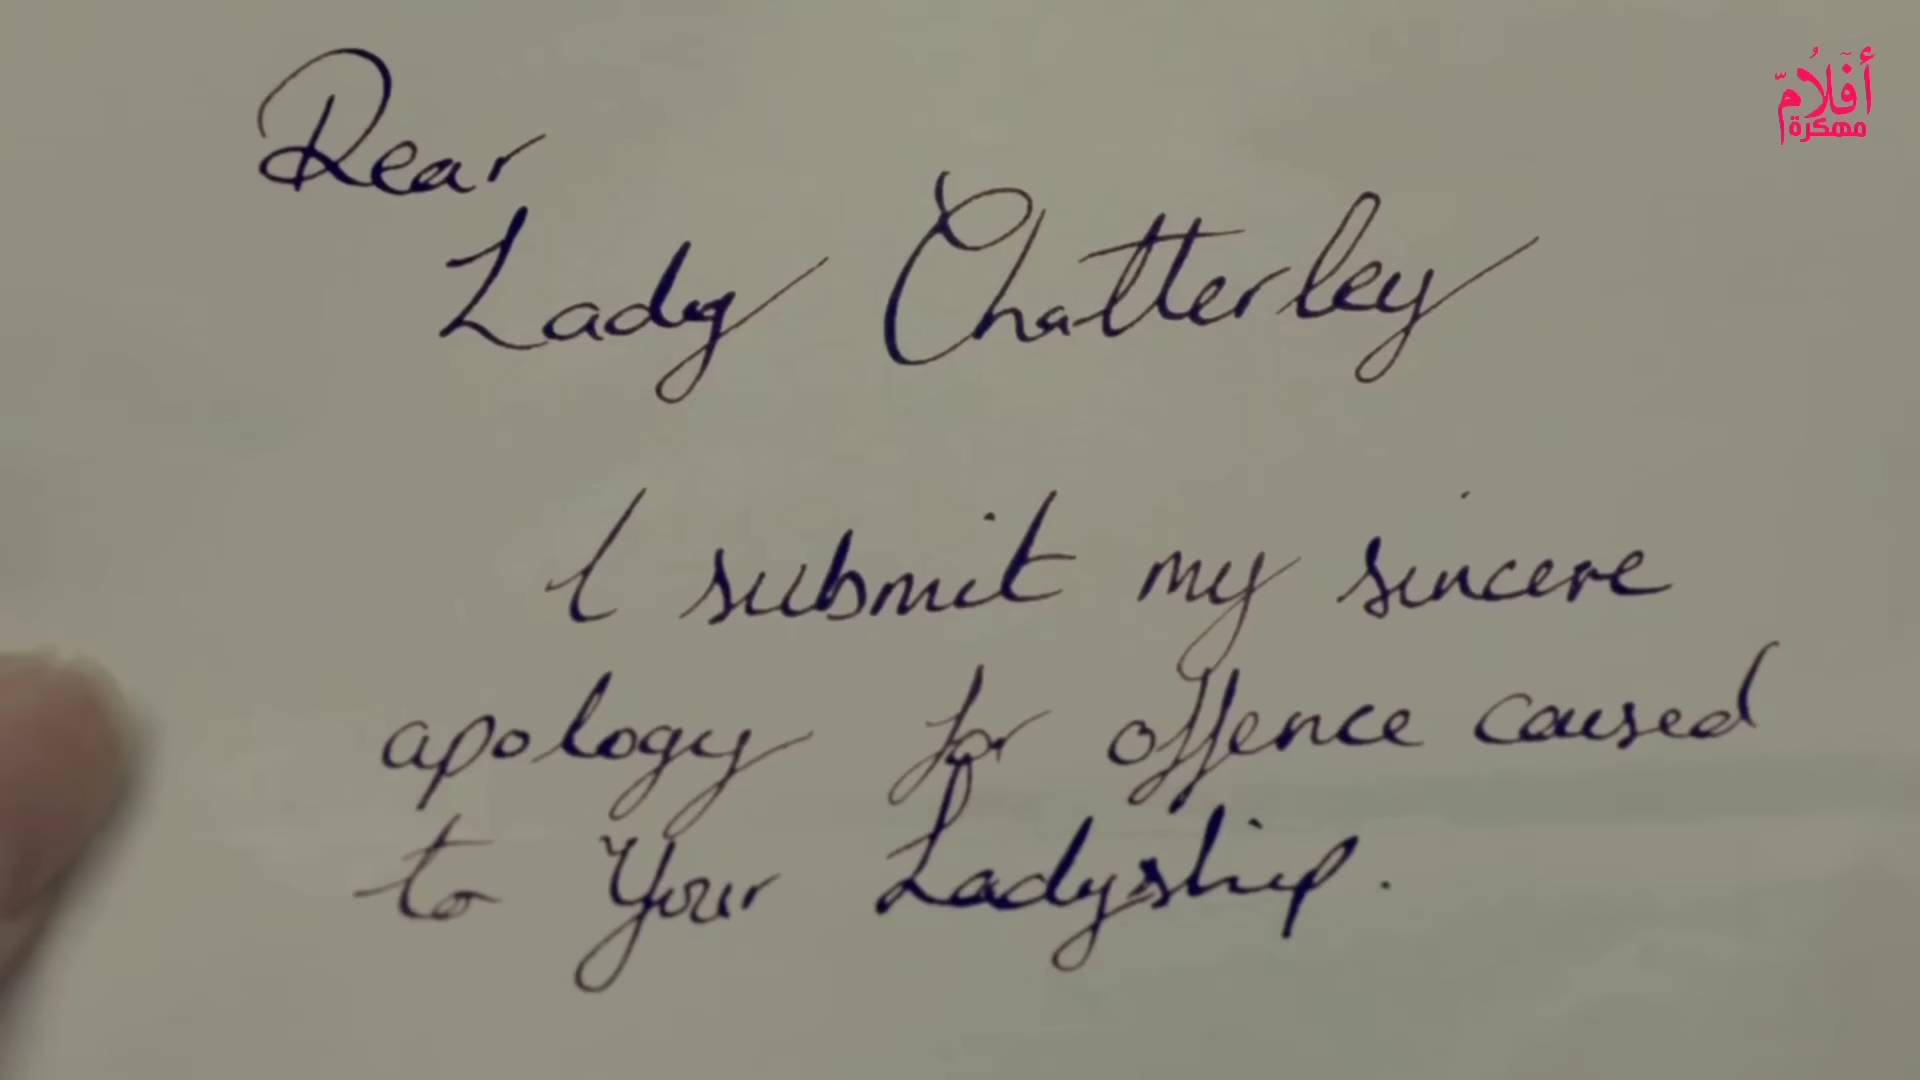 أفلام
مهكرة
Dear
Lady Chatterley
I submit my sincere
apology for offence caused
to Your Ladyship.